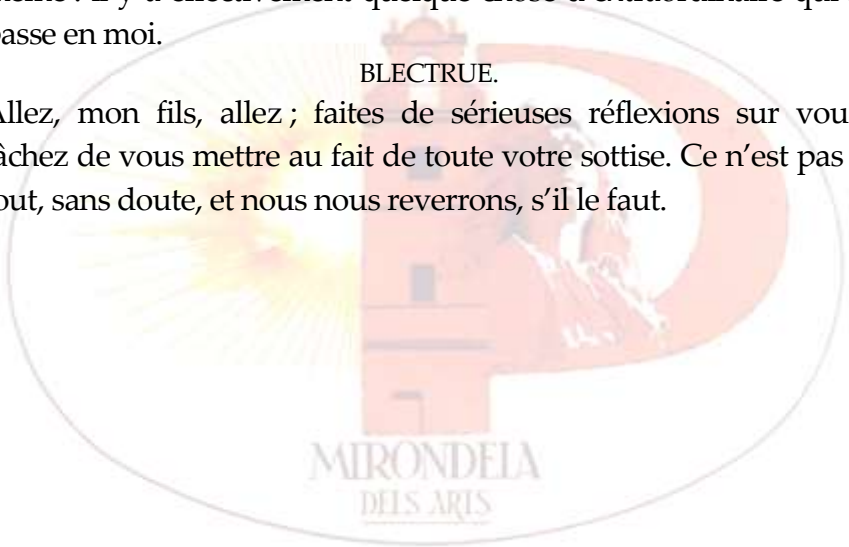 passe en moi.
BLECTRUE.
Allez, mon fils, allez ; faites de sérieuses réflexions sur vou
tâchez de vous mettre au fait de toute votre sottise. Ce n’est pas
tout, sans doute, et nous nous reverrons, s’il le faut.
MIRONDELA
DELS ARTS